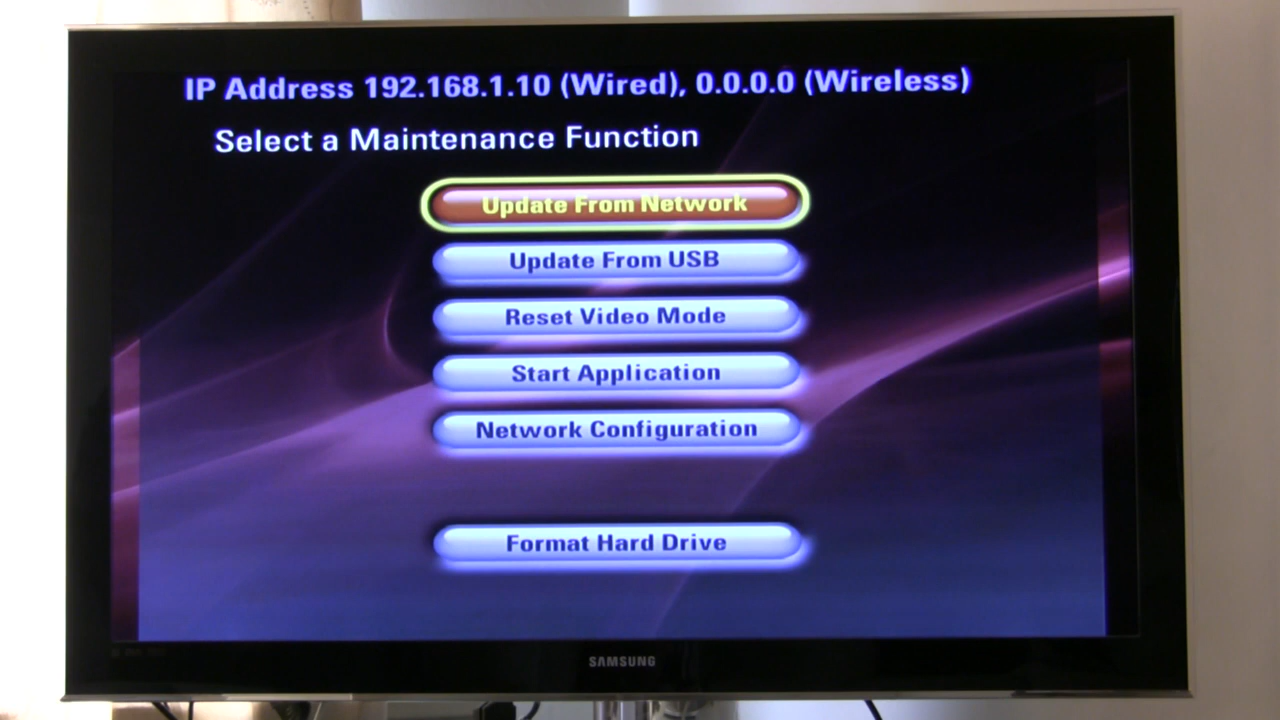 IP Address 192.168.1.10 (Wired), 0.0.0.0 (Wireless)
Select a Maintenance Function
Update From Network
Update From USB
Reset Video Mode
Start Application
Network Configuration
Format Hard Drive
SAMSUNG